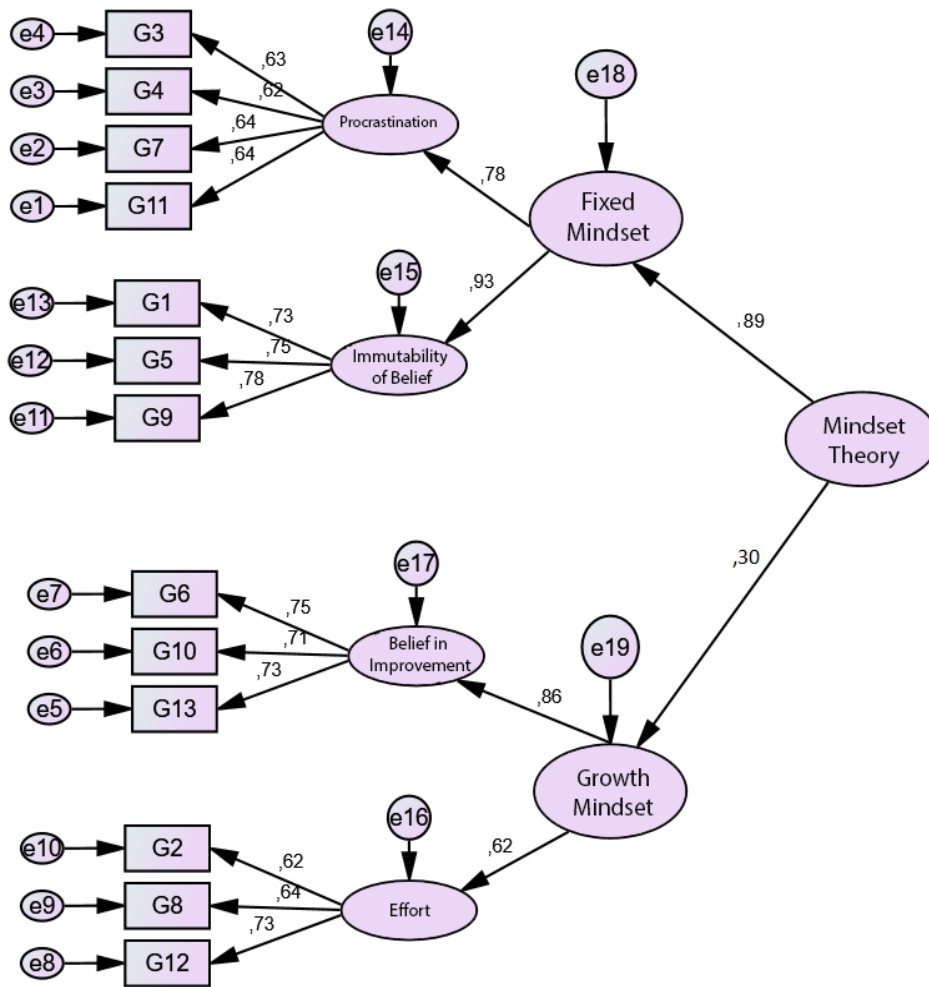 e4
G3
,63
e14
e18
e3
G4
,62
Procrastination
e2
G7
,64
e1
G11
,64
,78
Fixed
Mindset
e15
,93
e13
G1
,73
e12
G5
,75
Immutability
of Belief
e11
G9
,78
,89
Mindset
Theory
,30
e17
e7
G6
,75
e6
G10
,71
Belief in
Improvement
e5
G13
,73
e19
,86
Growth
Mindset
e16
,62
e10
G2
,62
e9
G8
,64
Effort
e8
G12
,73